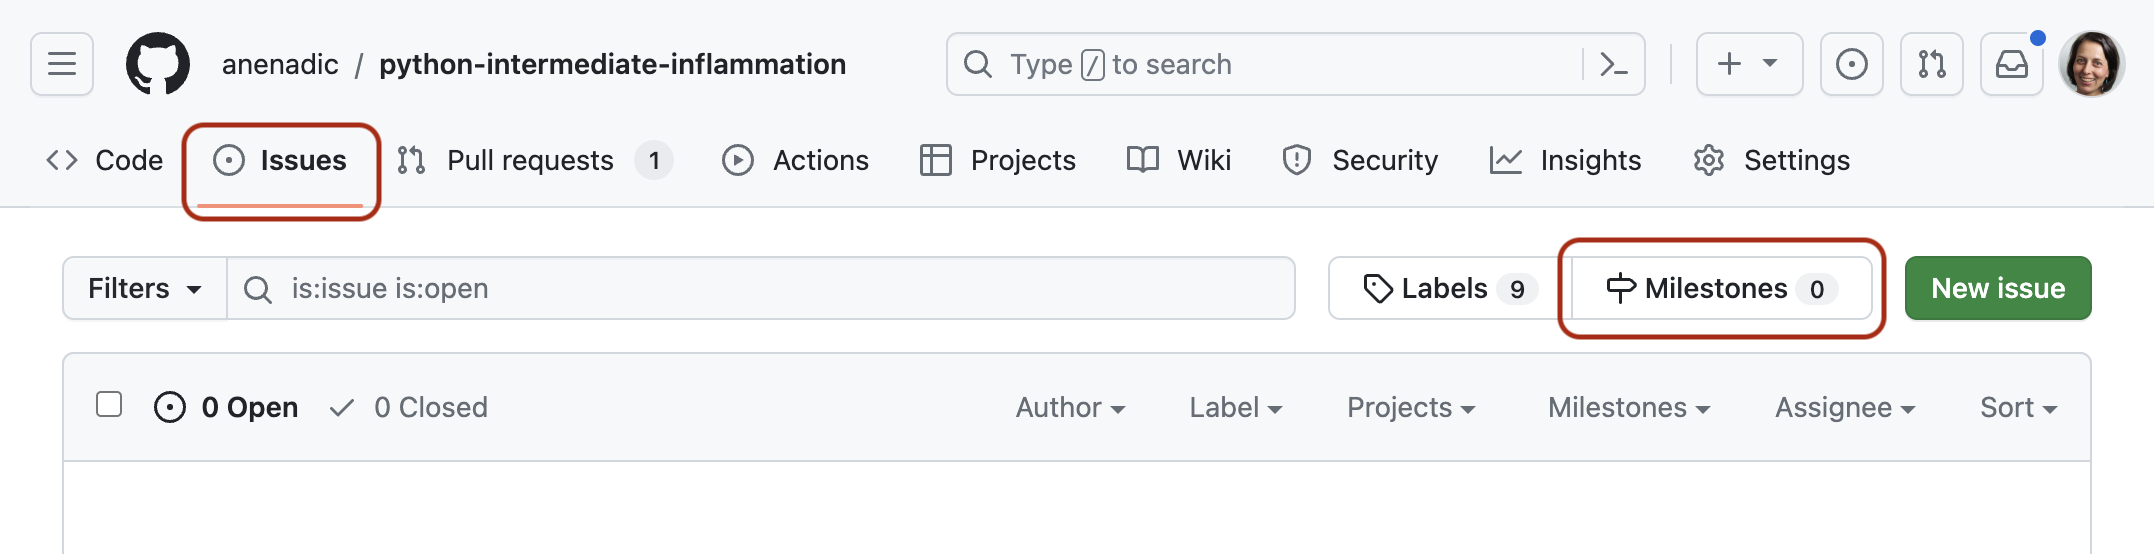 anenadic / python-intermediate-inflammation Type / to search
Code Issues Pull requests 1 Actions Projects Wiki Security Insights Settings
Filters is:issue is:open Labels 9 Milestones 0 New issue
0 Open 0 Closed Author Label Projects Milestones Assignee Sort